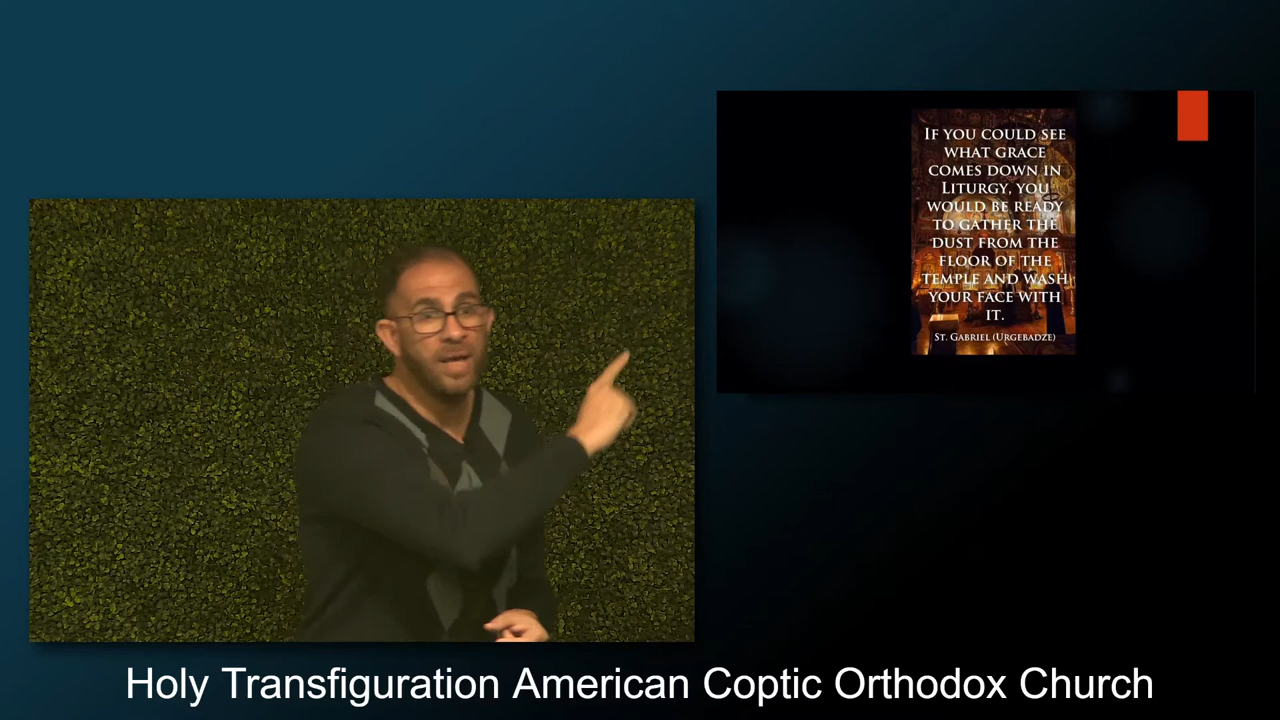 IF YOU COULD SEE
WHAT GRACE
COMES DOWN IN
LITURGY, YOU
WOULD BE READY
TO GATHER THE
DUST FROM THE
FLOOR OF THE
TEMPLE AND WASH
YOUR FACE WITH
IT.
ST. GABRIEL (URGEBADZE)
Holy Transfiguration American Coptic Orthodox Church